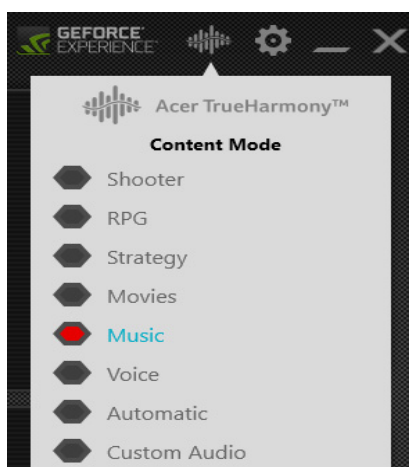 GEFORCE
EXPERIENCE
Acer TrueHarmony™
Content Mode
Shooter
RPG
Strategy
Movies
Music
Voice
Automatic
Custom Audio